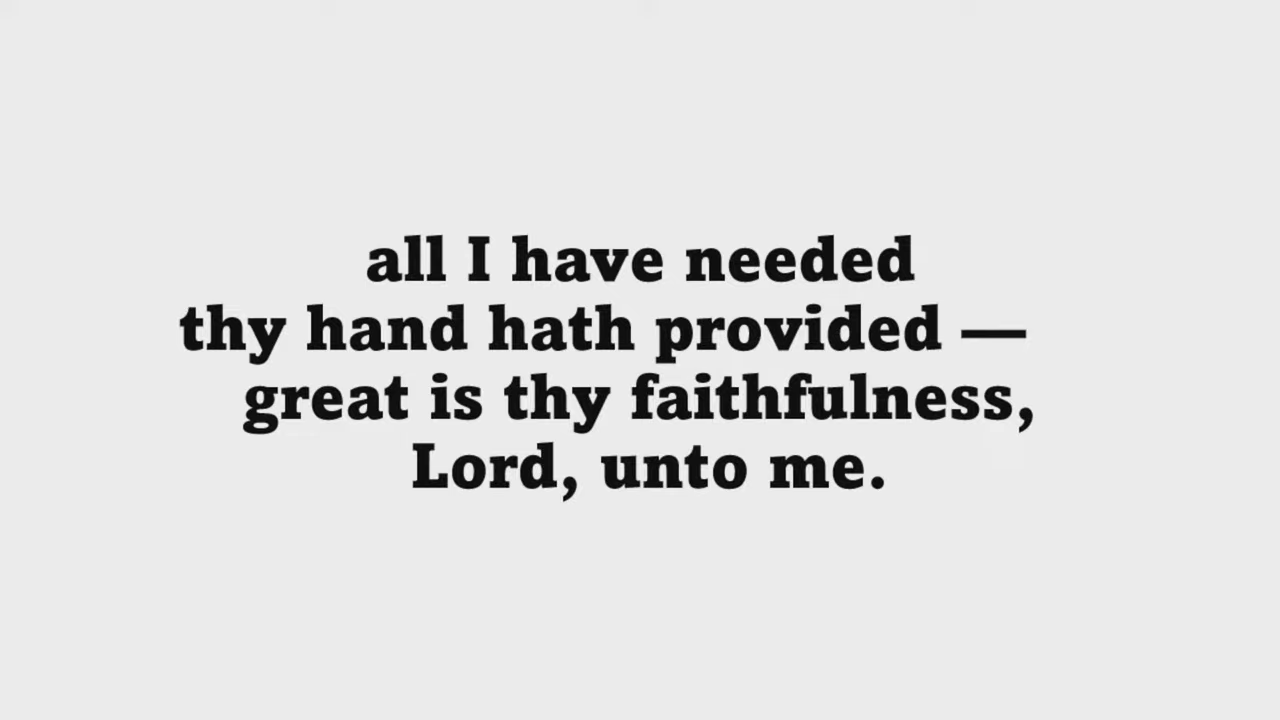 all I have needed
thy hand hath provided —
great is thy faithfulness,
Lord, unto me.